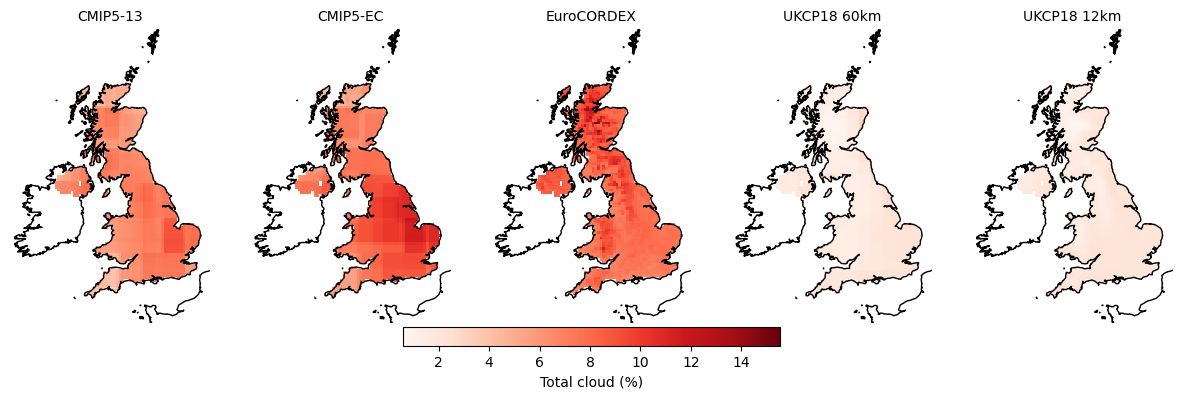 CMIP5-13 CMIP5-EC EuroCORDEX UKCP18 60km UKCP18 12km
2 4 6 8 10 12 14
Total cloud (%)